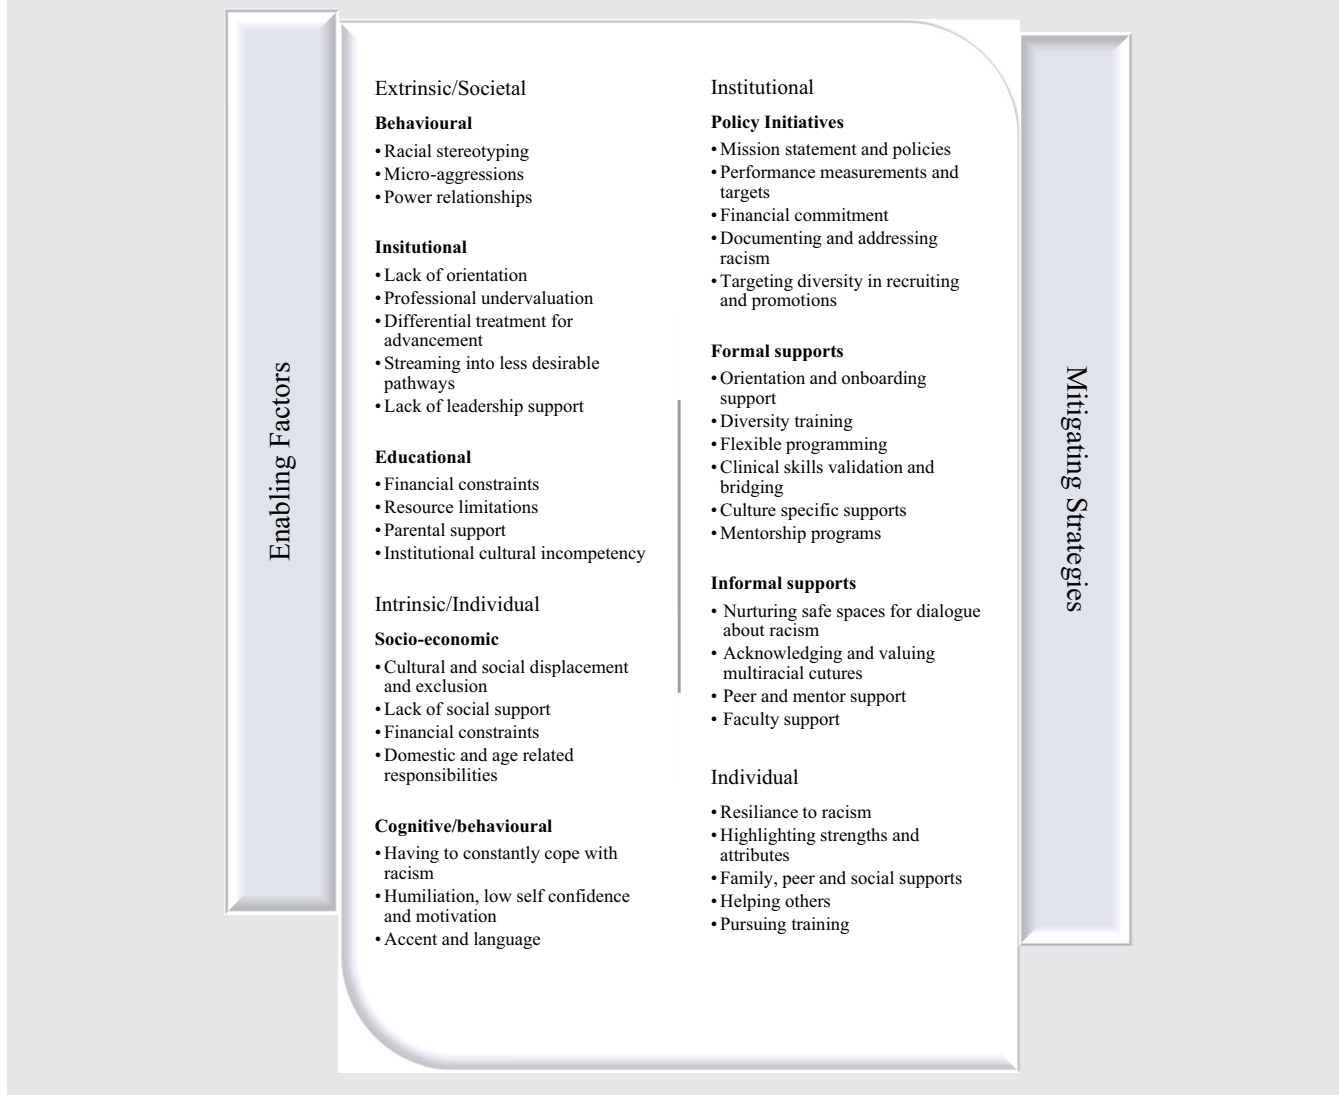 Enabling Factors
Extrinsic/Societal
Behavioural
• Racial stereotyping
• Micro-aggressions
• Power relationships
Insitutional
• Lack of orientation
• Professional undervaluation
• Differential treatment for
advancement
• Streaming into less desirable
pathways
• Lack of leadership support
Educational
• Financial constraints
• Resource limitations
• Parental support
• Institutional cultural incompetency
Intrinsic/Individual
Socio-economic
• Cultural and social displacement
and exclusion
• Lack of social support
• Financial constraints
• Domestic and age related
responsibilities
Cognitive/behavioural
• Having to constantly cope with
racism
• Humiliation, low self confidence
and motivation
• Accent and language
Institutional
Policy Initiatives
• Mission statement and policies
• Performance measurements and
targets
• Financial commitment
• Documenting and addressing
racism
• Targeting diversity in recruiting
and promotions
Formal supports
• Orientation and onboarding
support
• Diversity training
• Flexible programming
• Clinical skills validation and
bridging
• Culture specific supports
• Mentorship programs
Informal supports
• Nurturing safe spaces for dialogue
about racism
• Acknowledging and valuing
multiracial cutures
• Peer and mentor support
• Faculty support
Individual
• Resiliance to racism
• Highlighting strengths and
attributes
• Family, peer and social supports
• Helping others
• Pursuing training
Mitigating Strategies